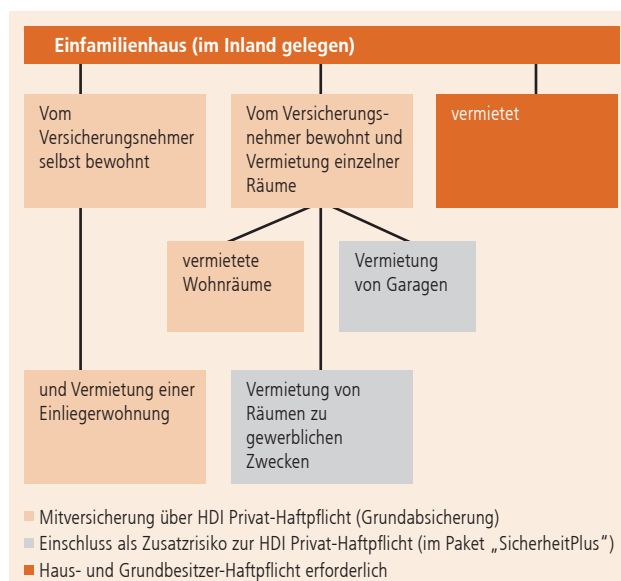 Einfamilienhaus (im Inland gelegen)
Vom
Versicherungsnehmer
selbst bewohnt
Vom Versicherungs-
nehmer bewohnt und
Vermietung einzelner
Räume
vermietet
vermietete
Wohnräume
Vermietung
von Garagen
und Vermietung einer
Einliegerwohnung
Vermietung von
Räumen zu
gewerblichen
Zwecken
Mitversicherung über HDI Privat-Haftpflicht (Grundabsicherung)
Einschluss als Zusatzrisiko zur HDI Privat-Haftpflicht (im Paket „SicherheitPlus“)
Haus- und Grundbesitzer-Haftpflicht erforderlich